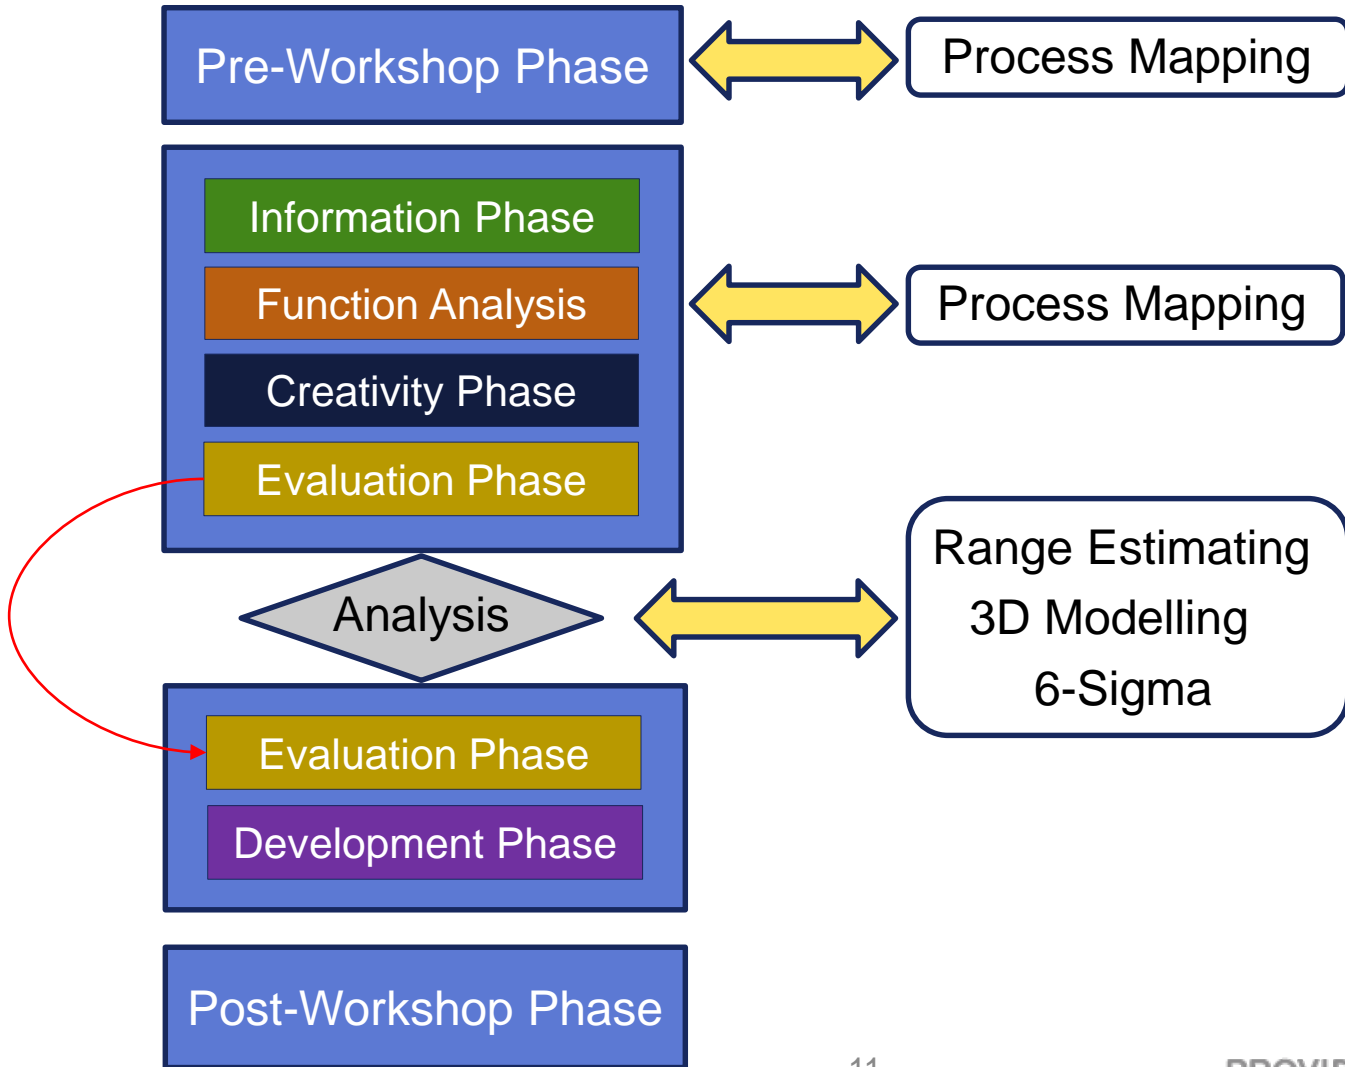 Pre-Workshop Phase
Process Mapping
Information Phase
Function Analysis
Process Mapping
Creativity Phase
Evaluation Phase
Range Estimating
3D Modelling
6-Sigma
Analysis
Evaluation Phase
Development Phase
Post-Workshop Phase
11